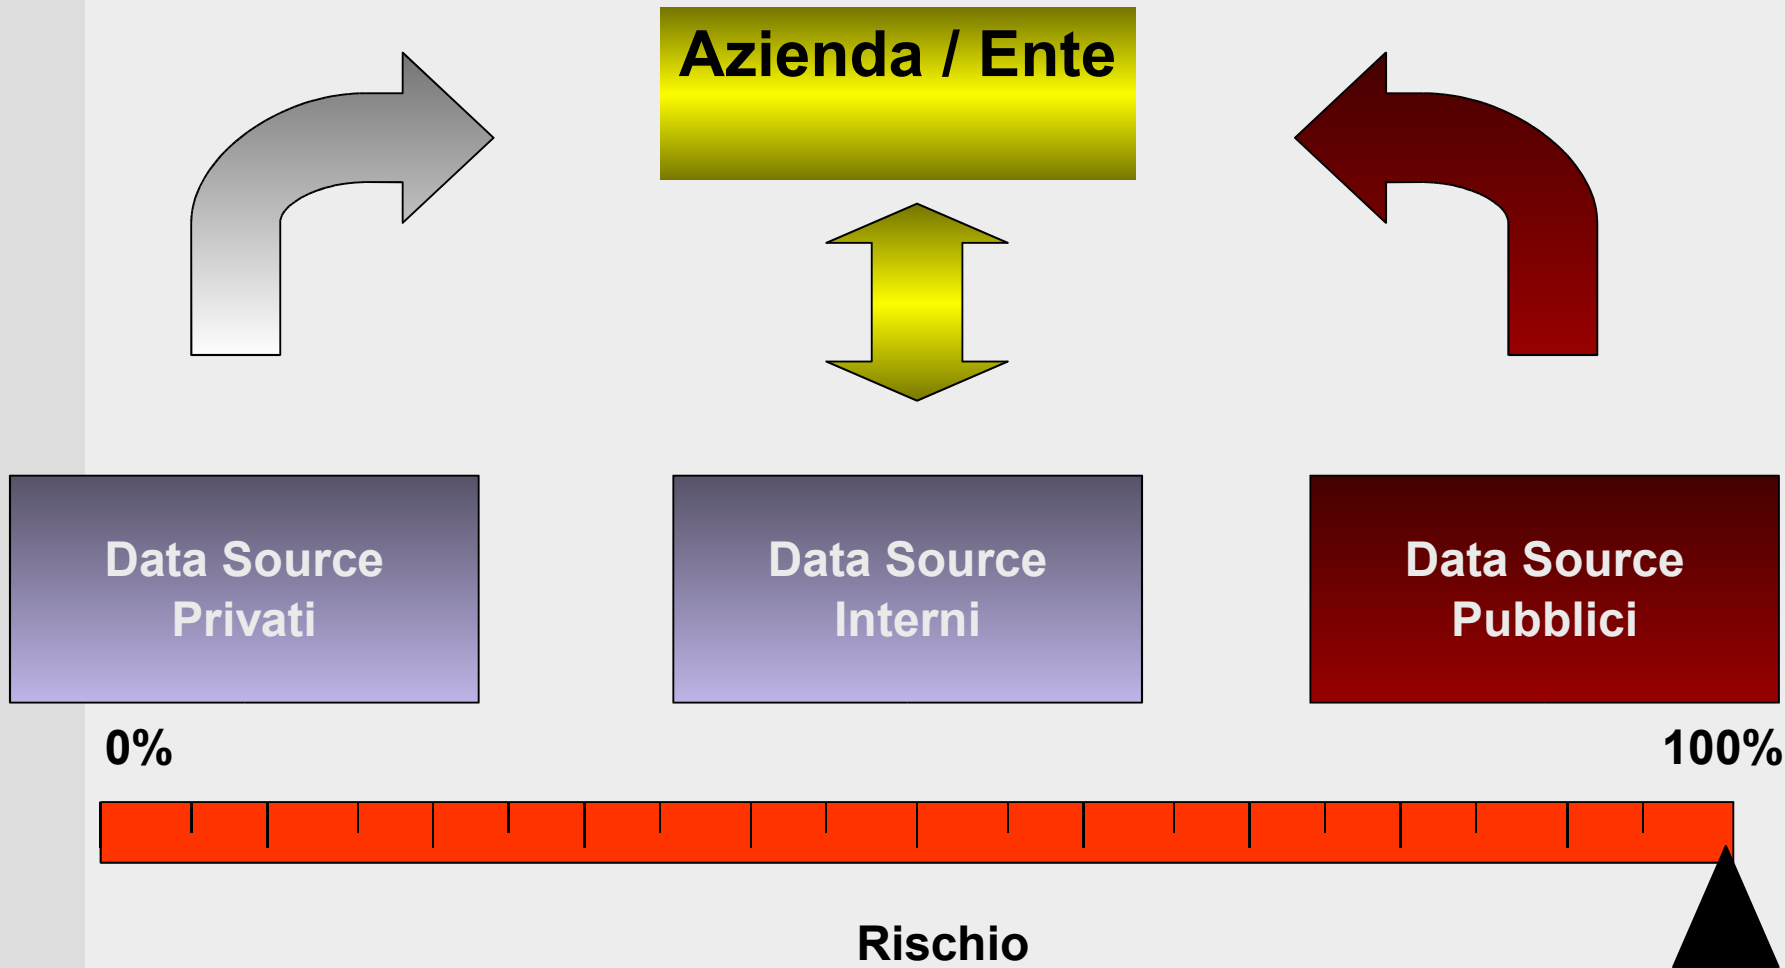 Azienda / Ente
Data Source
Privati
Data Source
Interni
Data Source
Pubblici
0%
100%
Rischio